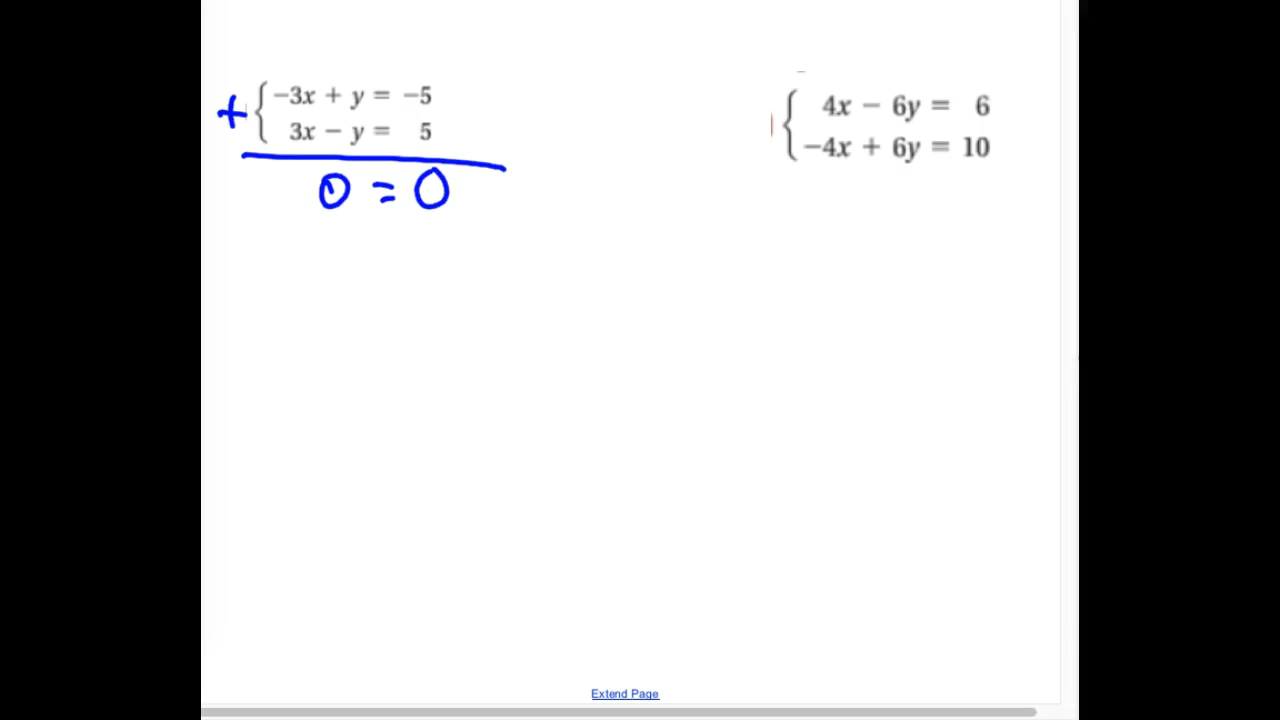 + { -3x + y = -5
3x - y = 5
0 = 0
{ 4x - 6y = 6
-4x + 6y = 10
Extend Page